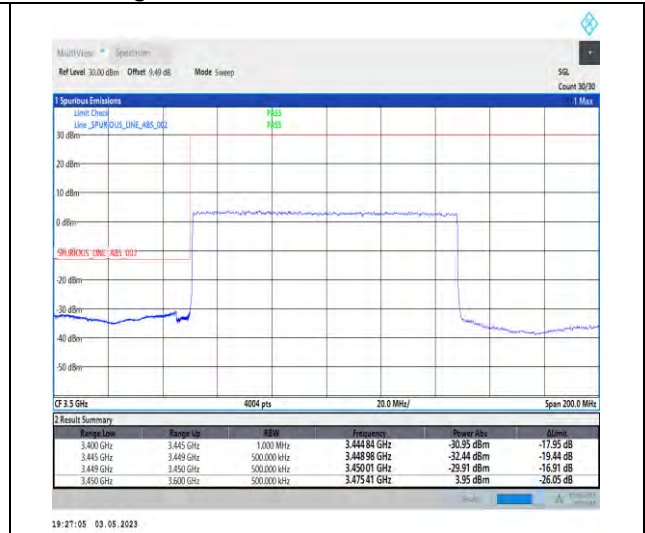 MultiView Spectrum
Ref Level 30.00 dBm Offset 9.49 dB Mode Sweep SGL
Count 30/30
1 Spurious Emissions 1 Max
Limit Check PASS
Line _SPURIOUS_LINE_ABS_002 PASS
30 dBm
20 dBm
10 dBm
0 dBm
_SPURIOUS_LINE_ABS_002
-20 dBm
-30 dBm
-40 dBm
-50 dBm
CF 3.5 GHz 4004 pts 20.0 MHz/ Span 200.0 MHz
2 Result Summary
Range Low Range Up RBW Frequency Power Abs ΔLimit
3.400 GHz 3.445 GHz 1.000 MHz 3.444 84 GHz -30.95 dBm -17.95 dB
3.445 GHz 3.449 GHz 500.000 kHz 3.448 98 GHz -32.44 dBm -19.44 dB
3.449 GHz 3.450 GHz 500.000 kHz 3.450 01 GHz -29.91 dBm -16.91 dB
3.450 GHz 3.600 GHz 500.000 kHz 3.475 41 GHz 3.95 dBm -26.05 dB
19:27:05 03.05.2023